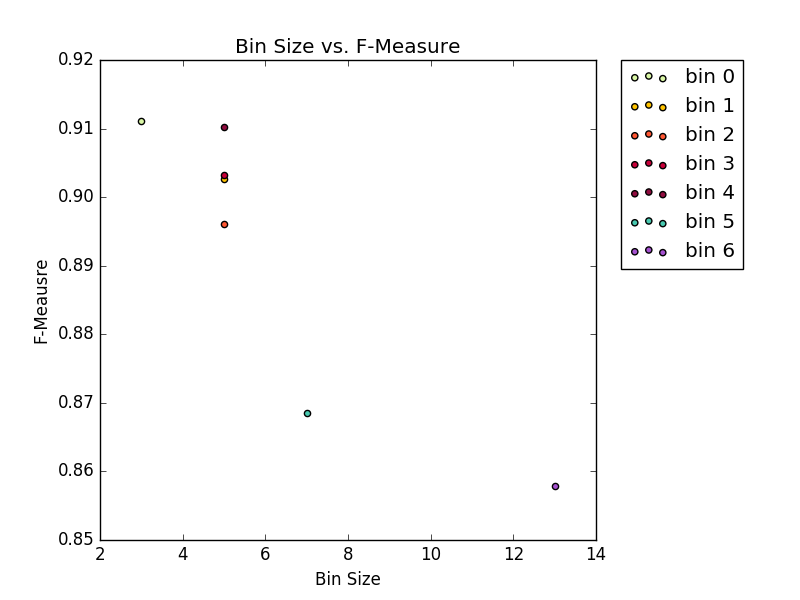 Bin Size vs. F-Measure
0.92
0.91
0.90
0.89
0.88
0.87
0.86
0.85
F-Meausre
2 4 6 8 10 12 14
Bin Size
bin 0
bin 1
bin 2
bin 3
bin 4
bin 5
bin 6